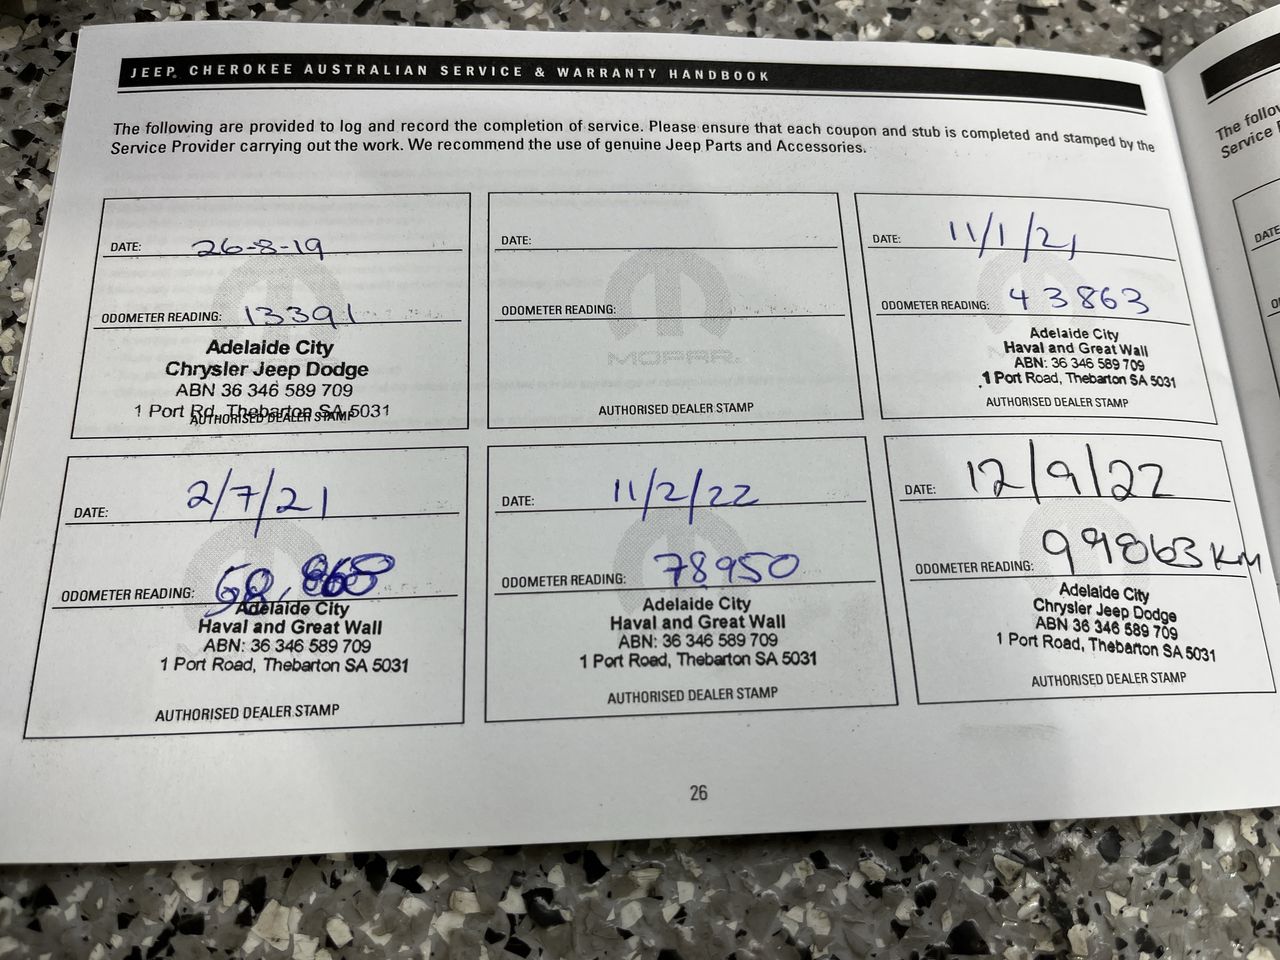 JEEP® CHEROKEE AUSTRALIAN SERVICE & WARRANTY HANDBOOK
The following are provided to log and record the completion of service. Please ensure that each coupon and stub is completed and stamped by the
Service Provider carrying out the work. We recommend the use of genuine Jeep Parts and Accessories.
DATE: 26-8-19
ODOMETER READING: 13391
Adelaide City
Chrysler Jeep Dodge
ABN 36 346 589 709
1 Port Rd, Thebarton SA 5031
AUTHORISED DEALER STAMP
DATE:
ODOMETER READING:
MOPAR
AUTHORISED DEALER STAMP
DATE: 11/1/21
ODOMETER READING: 43863
Adelaide City
Haval and Great Wall
ABN: 36 346 589 709
1 Port Road, Thebarton SA 5031
AUTHORISED DEALER STAMP
DATE: 2/7/21
ODOMETER READING:
Adelaide City
Haval and Great Wall
ABN: 36 346 589 709
1 Port Road, Thebarton SA 5031
AUTHORISED DEALER STAMP
DATE: 11/2/22
ODOMETER READING: 78950
Adelaide City
Haval and Great Wall
ABN: 36 346 589 709
1 Port Road, Thebarton SA 5031
AUTHORISED DEALER STAMP
DATE: 12/9/22
ODOMETER READING: 99863 KM
Adelaide City
Chrysler Jeep Dodge
ABN 36 346 589 709
1 Port Road, Thebarton SA 5031
AUTHORISED DEALER STAMP
26
The follow
Service
DATE